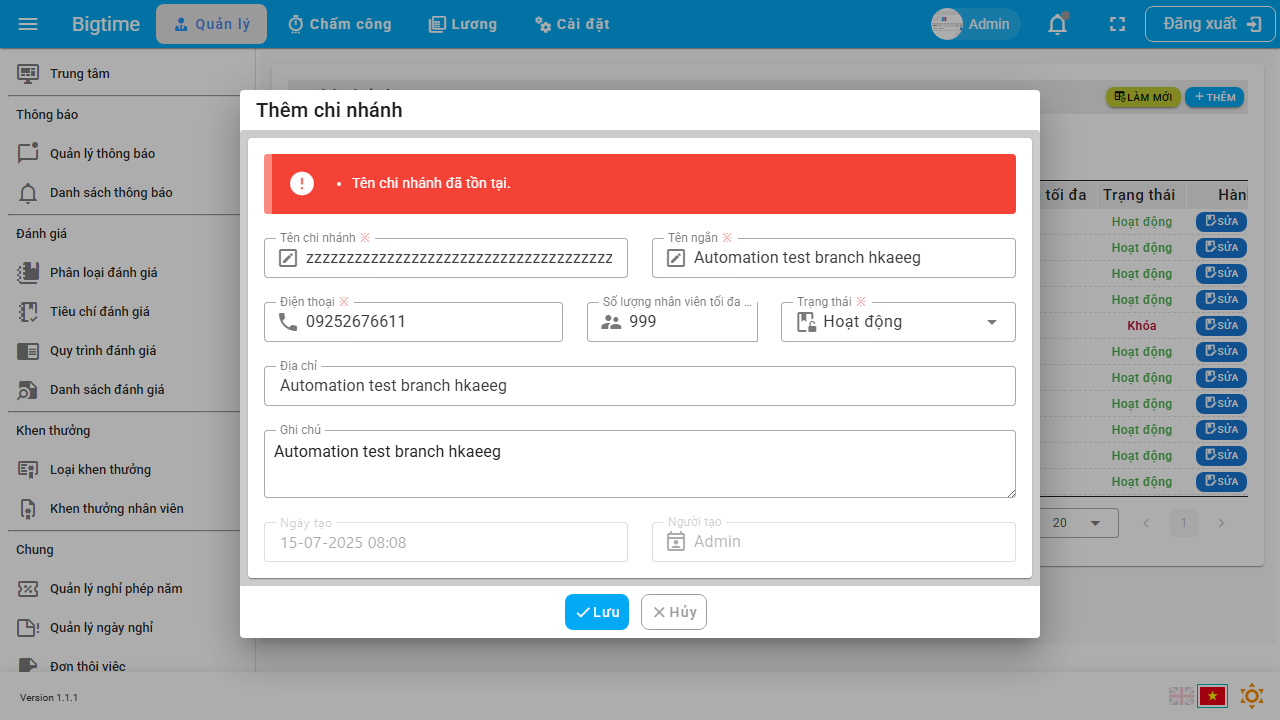 Bigtime
Quản lý
Chấm công
Lương
Cài đặt
Admin
Đăng xuất
Trung tâm
Thông báo
Quản lý thông báo
Danh sách thông báo
Đánh giá
Phân loại đánh giá
Tiêu chí đánh giá
Quy trình đánh giá
Danh sách đánh giá
Khen thưởng
Loại khen thưởng
Khen thưởng nhân viên
Chung
Quản lý nghỉ phép năm
Quản lý ngày nghỉ
Đơn thôi việc
Version 1.1.1
LÀM MỚI
THÊM
tối đa
Trạng thái
Hàn
Hoạt động SỬA
Hoạt động SỬA
Hoạt động SỬA
Hoạt động SỬA
Khóa SỬA
Hoạt động SỬA
Hoạt động SỬA
Hoạt động SỬA
Hoạt động SỬA
Hoạt động SỬA
Hoạt động SỬA
20
1
Thêm chi nhánh
• Tên chi nhánh đã tồn tại.
Tên chi nhánh ※
zzzzzzzzzzzzzzzzzzzzzzzzzzzzzzzzzzzzzz
Tên ngắn ※
Automation test branch hkaeeg
Điện thoại ※
09252676611
Số lượng nhân viên tối đa ...
999
Trạng thái ※
Hoạt động
Địa chỉ
Automation test branch hkaeeg
Ghi chú
Automation test branch hkaeeg
Ngày tạo
15-07-2025 08:08
Người tạo
Admin
Lưu
Hủy